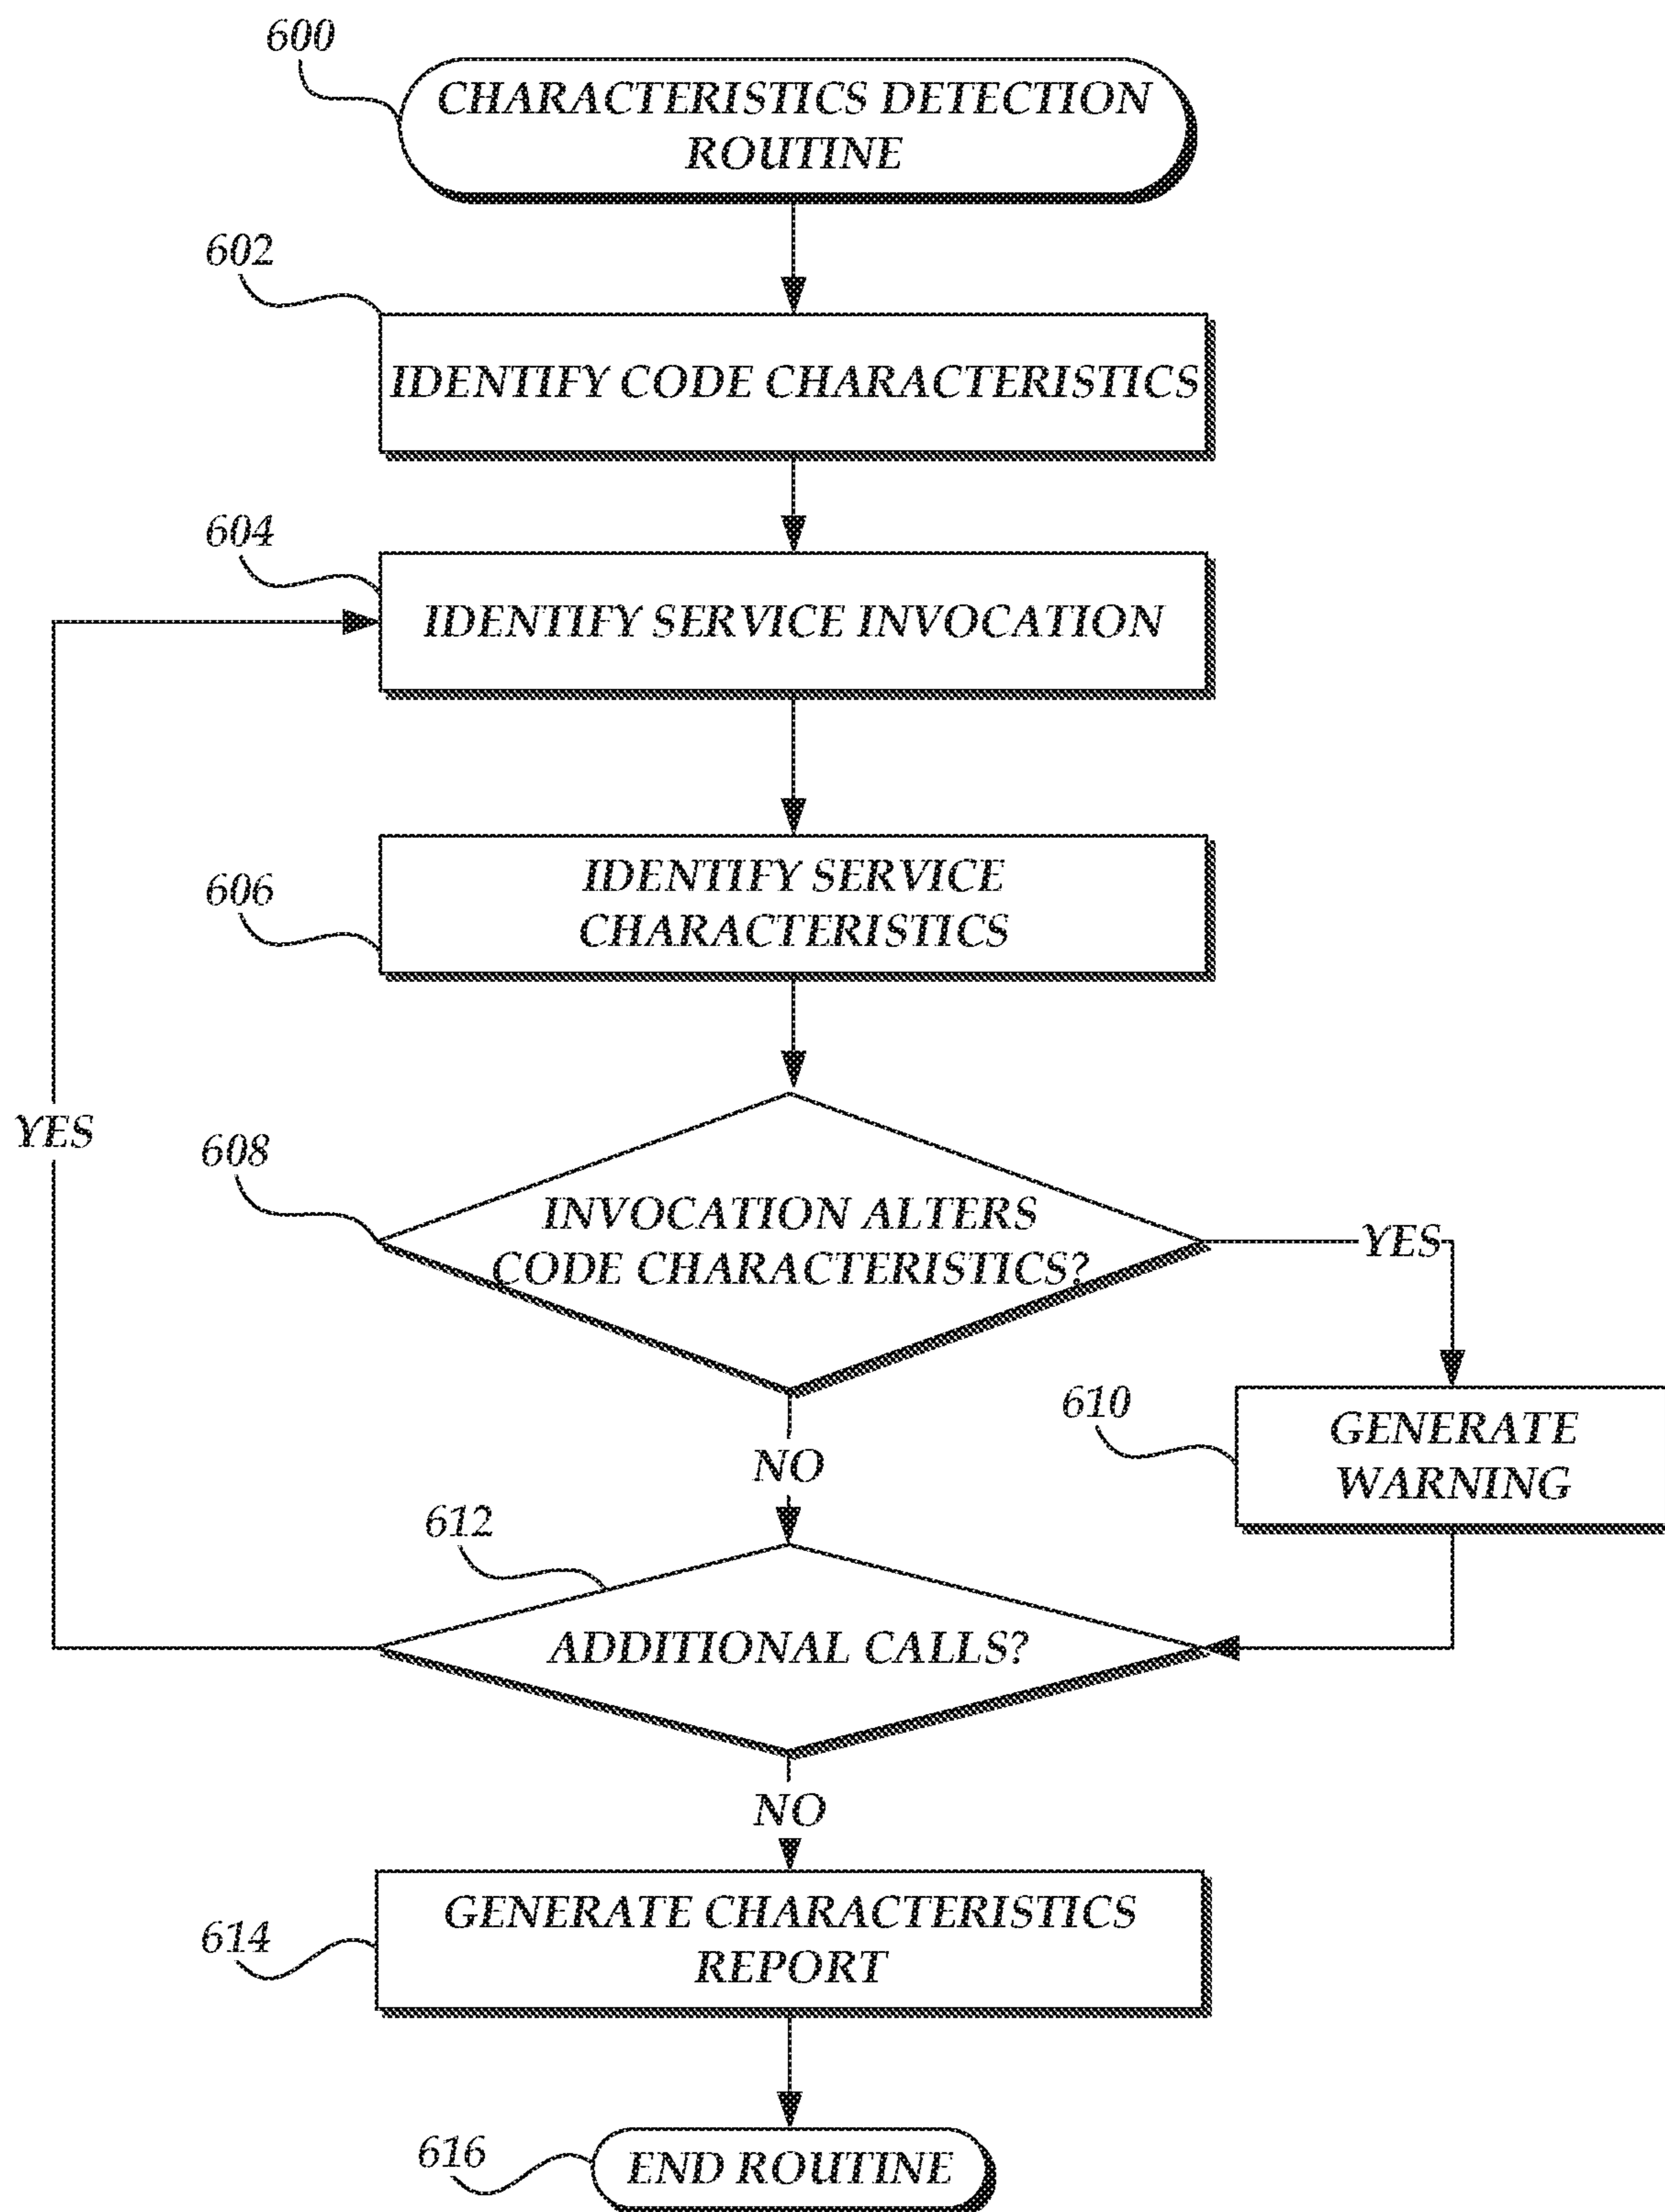 600
CHARACTERISTICS DETECTION
ROUTINE
602
IDENTIFY CODE CHARACTERISTICS
604
IDENTIFY SERVICE INVOCATION
606
IDENTIFY SERVICE
CHARACTERISTICS
YES
608
INVOCATION ALTERS
CODE CHARACTERISTICS?
YES
610
GENERATE
WARNING
NO
612
ADDITIONAL CALLS?
NO
614
GENERATE CHARACTERISTICS
REPORT
616
END ROUTINE